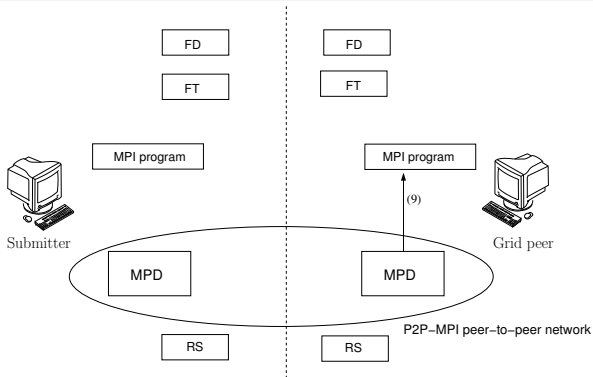 FD
FD
FT
FT
MPI program
MPI program
(9)
Submitter
Grid peer
MPD
MPD
P2P−MPI peer−to−peer network
RS
RS